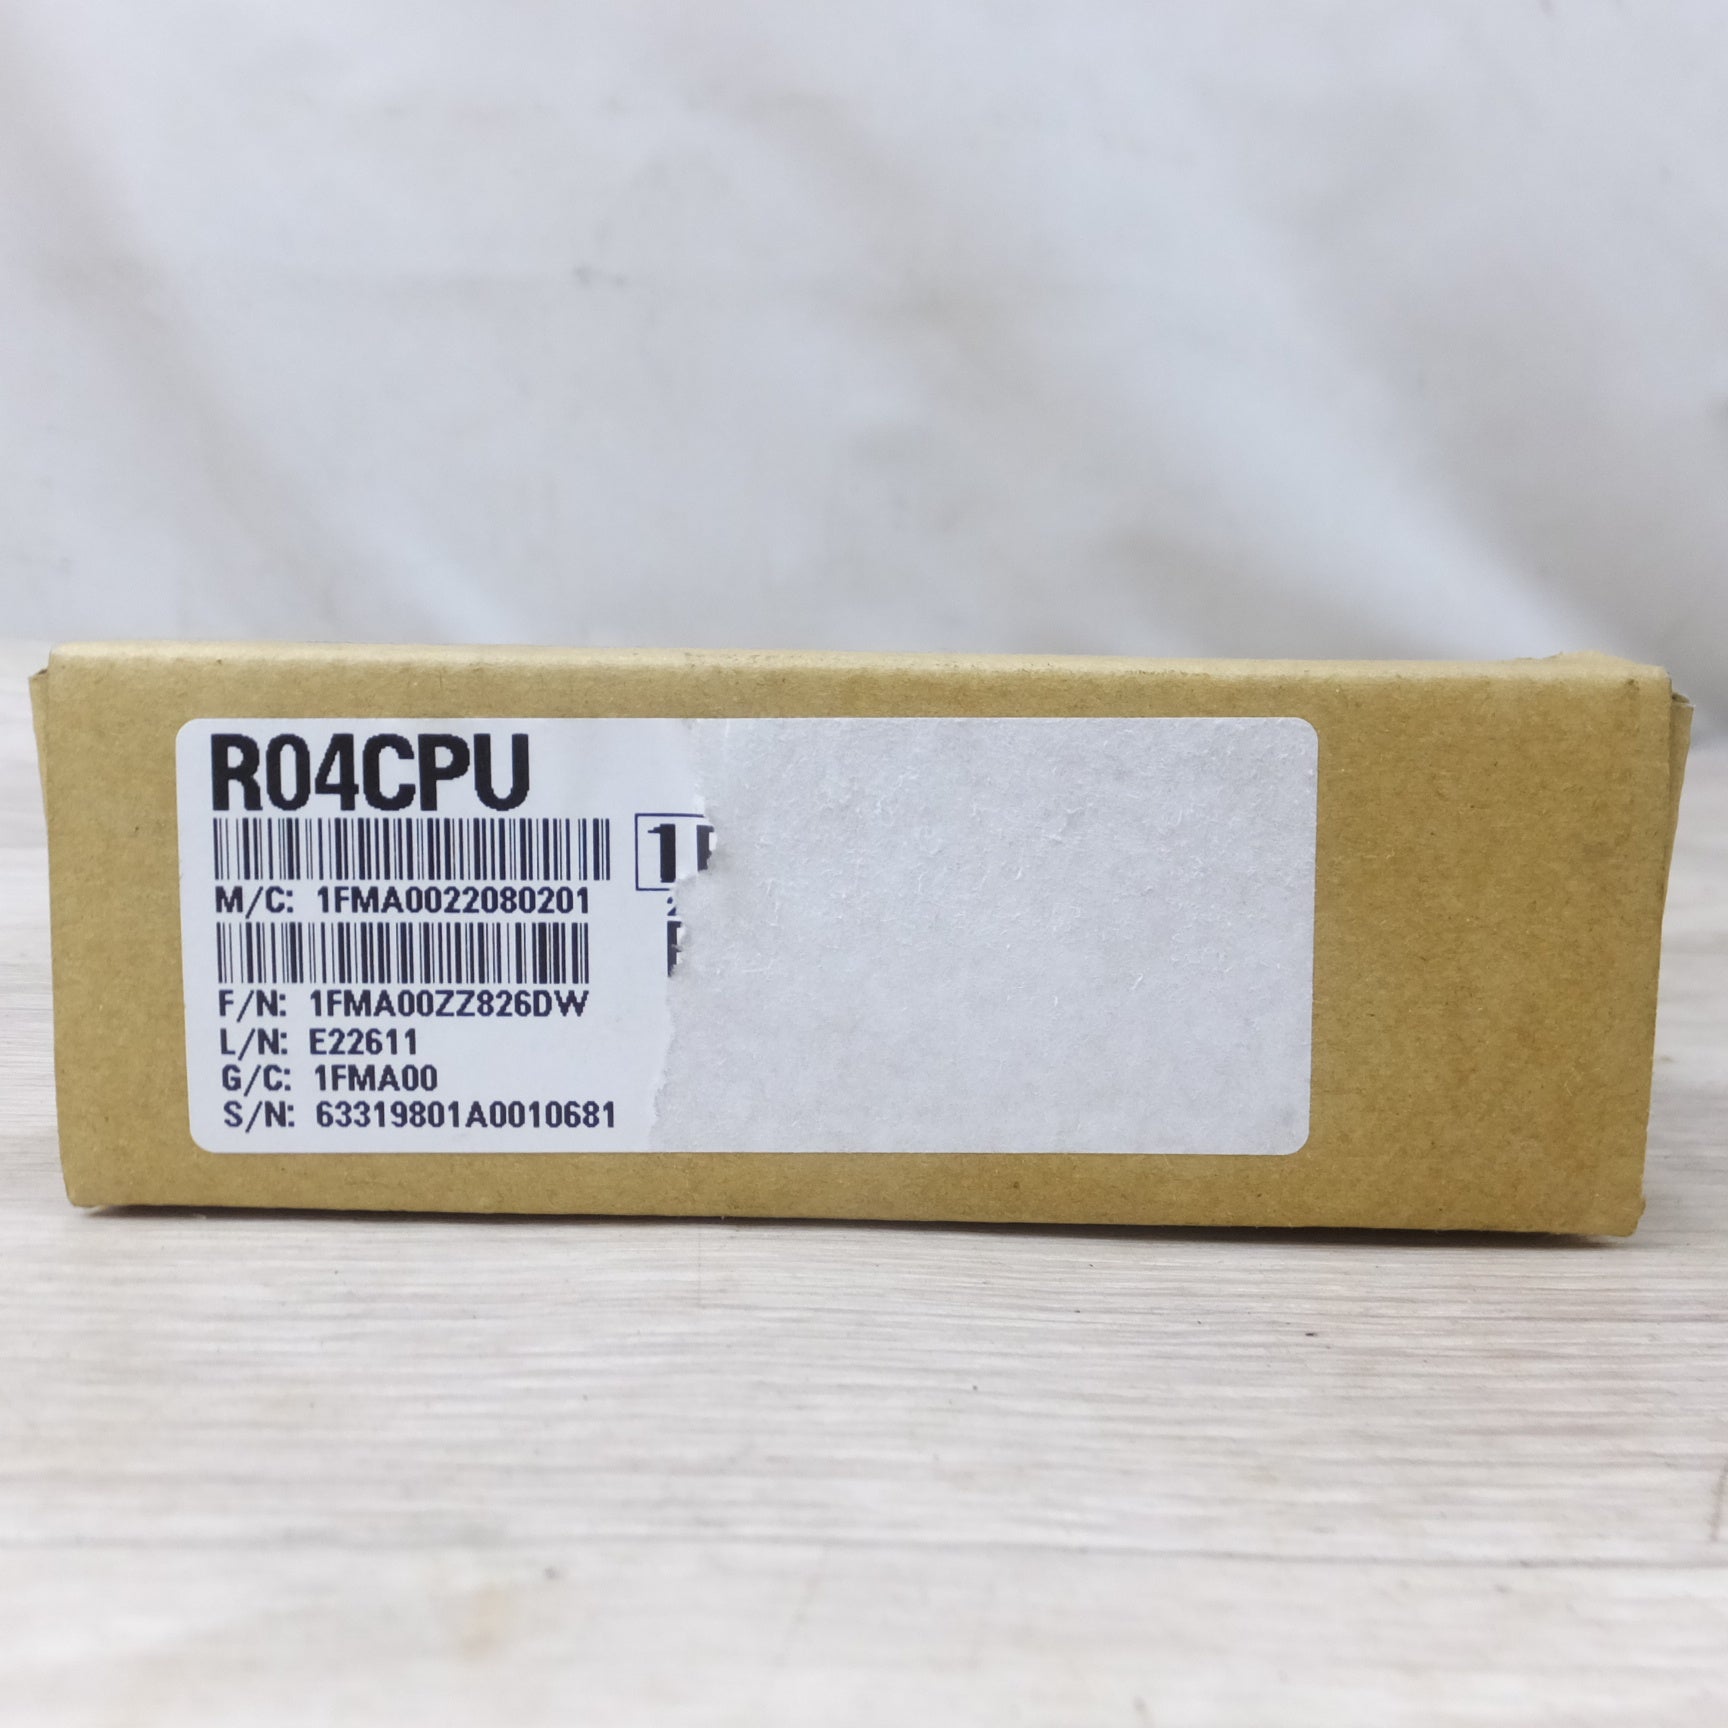 R04CPU
M/C: 1FMA0022080201
F/N: 1FMA00ZZ826DW
L/N: E22611
G/C: 1FMA00
S/N: 63319801A0010681